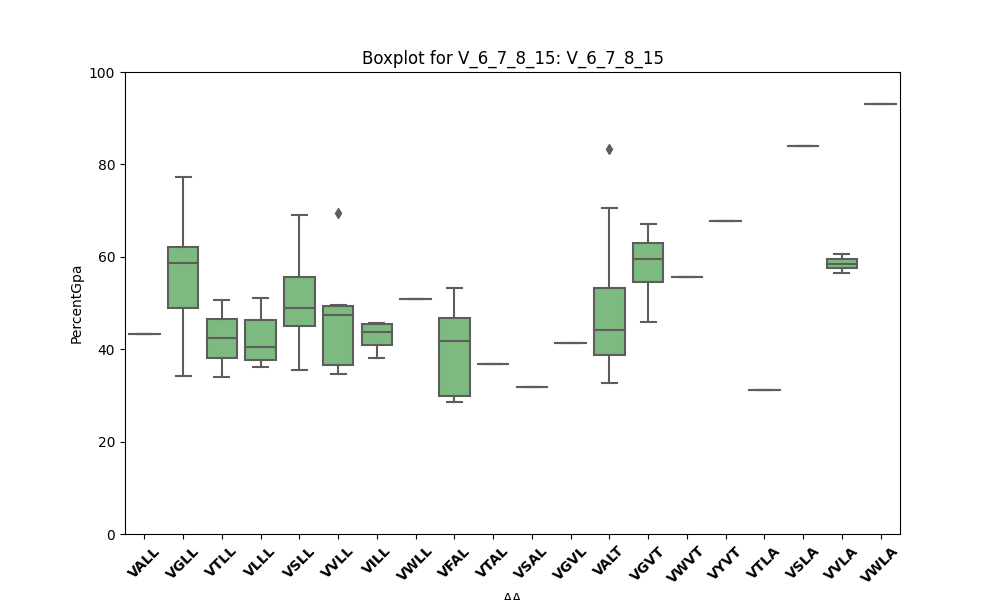 Boxplot for V_6_7_8_15: V_6_7_8_15
PercentGpa
100
80
60
40
20
0
VALL VGLL VTLL VLLL VSLL VVLL VILL VWLL VFAL VTAL VSAL VGVL VALT VGVT VWVT VYVT VTLA VSLA VVLA VWLA
AA